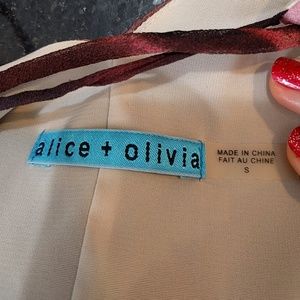 alice + olivia
MADE IN CHINA
FAIT AU CHINE
S